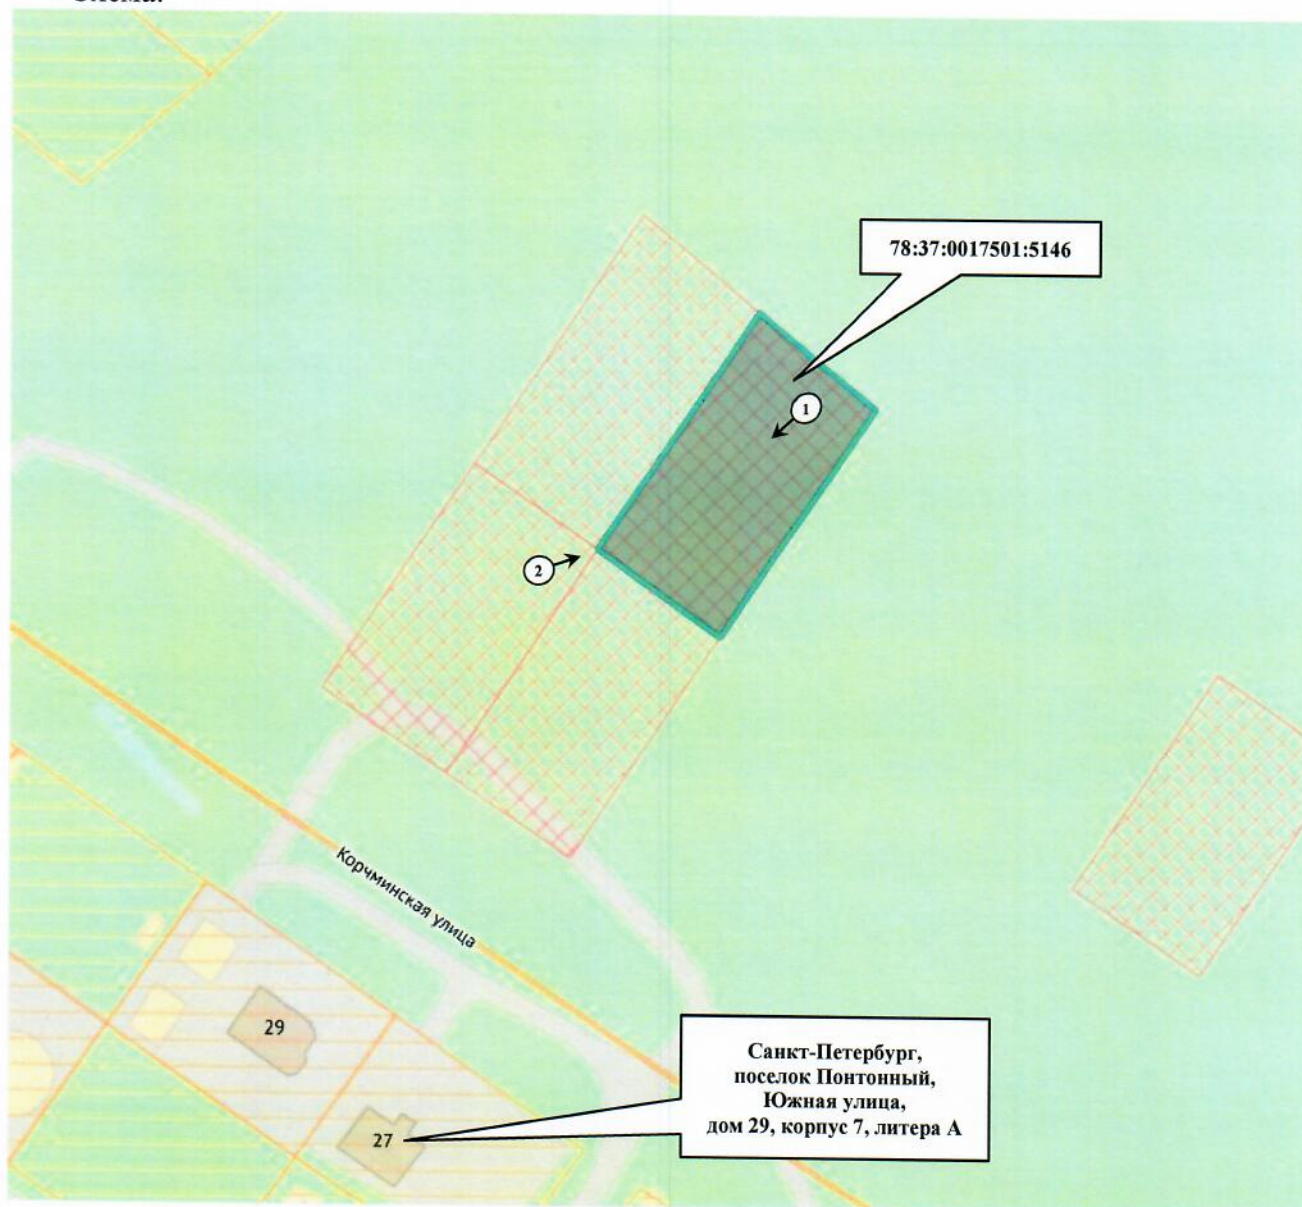 Схема:
78:37:0017501:5146
1
2
Корчминская улица
29
27
Санкт-Петербург,
поселок Понтонный,
Южная улица,
дом 29, корпус 7, литера А